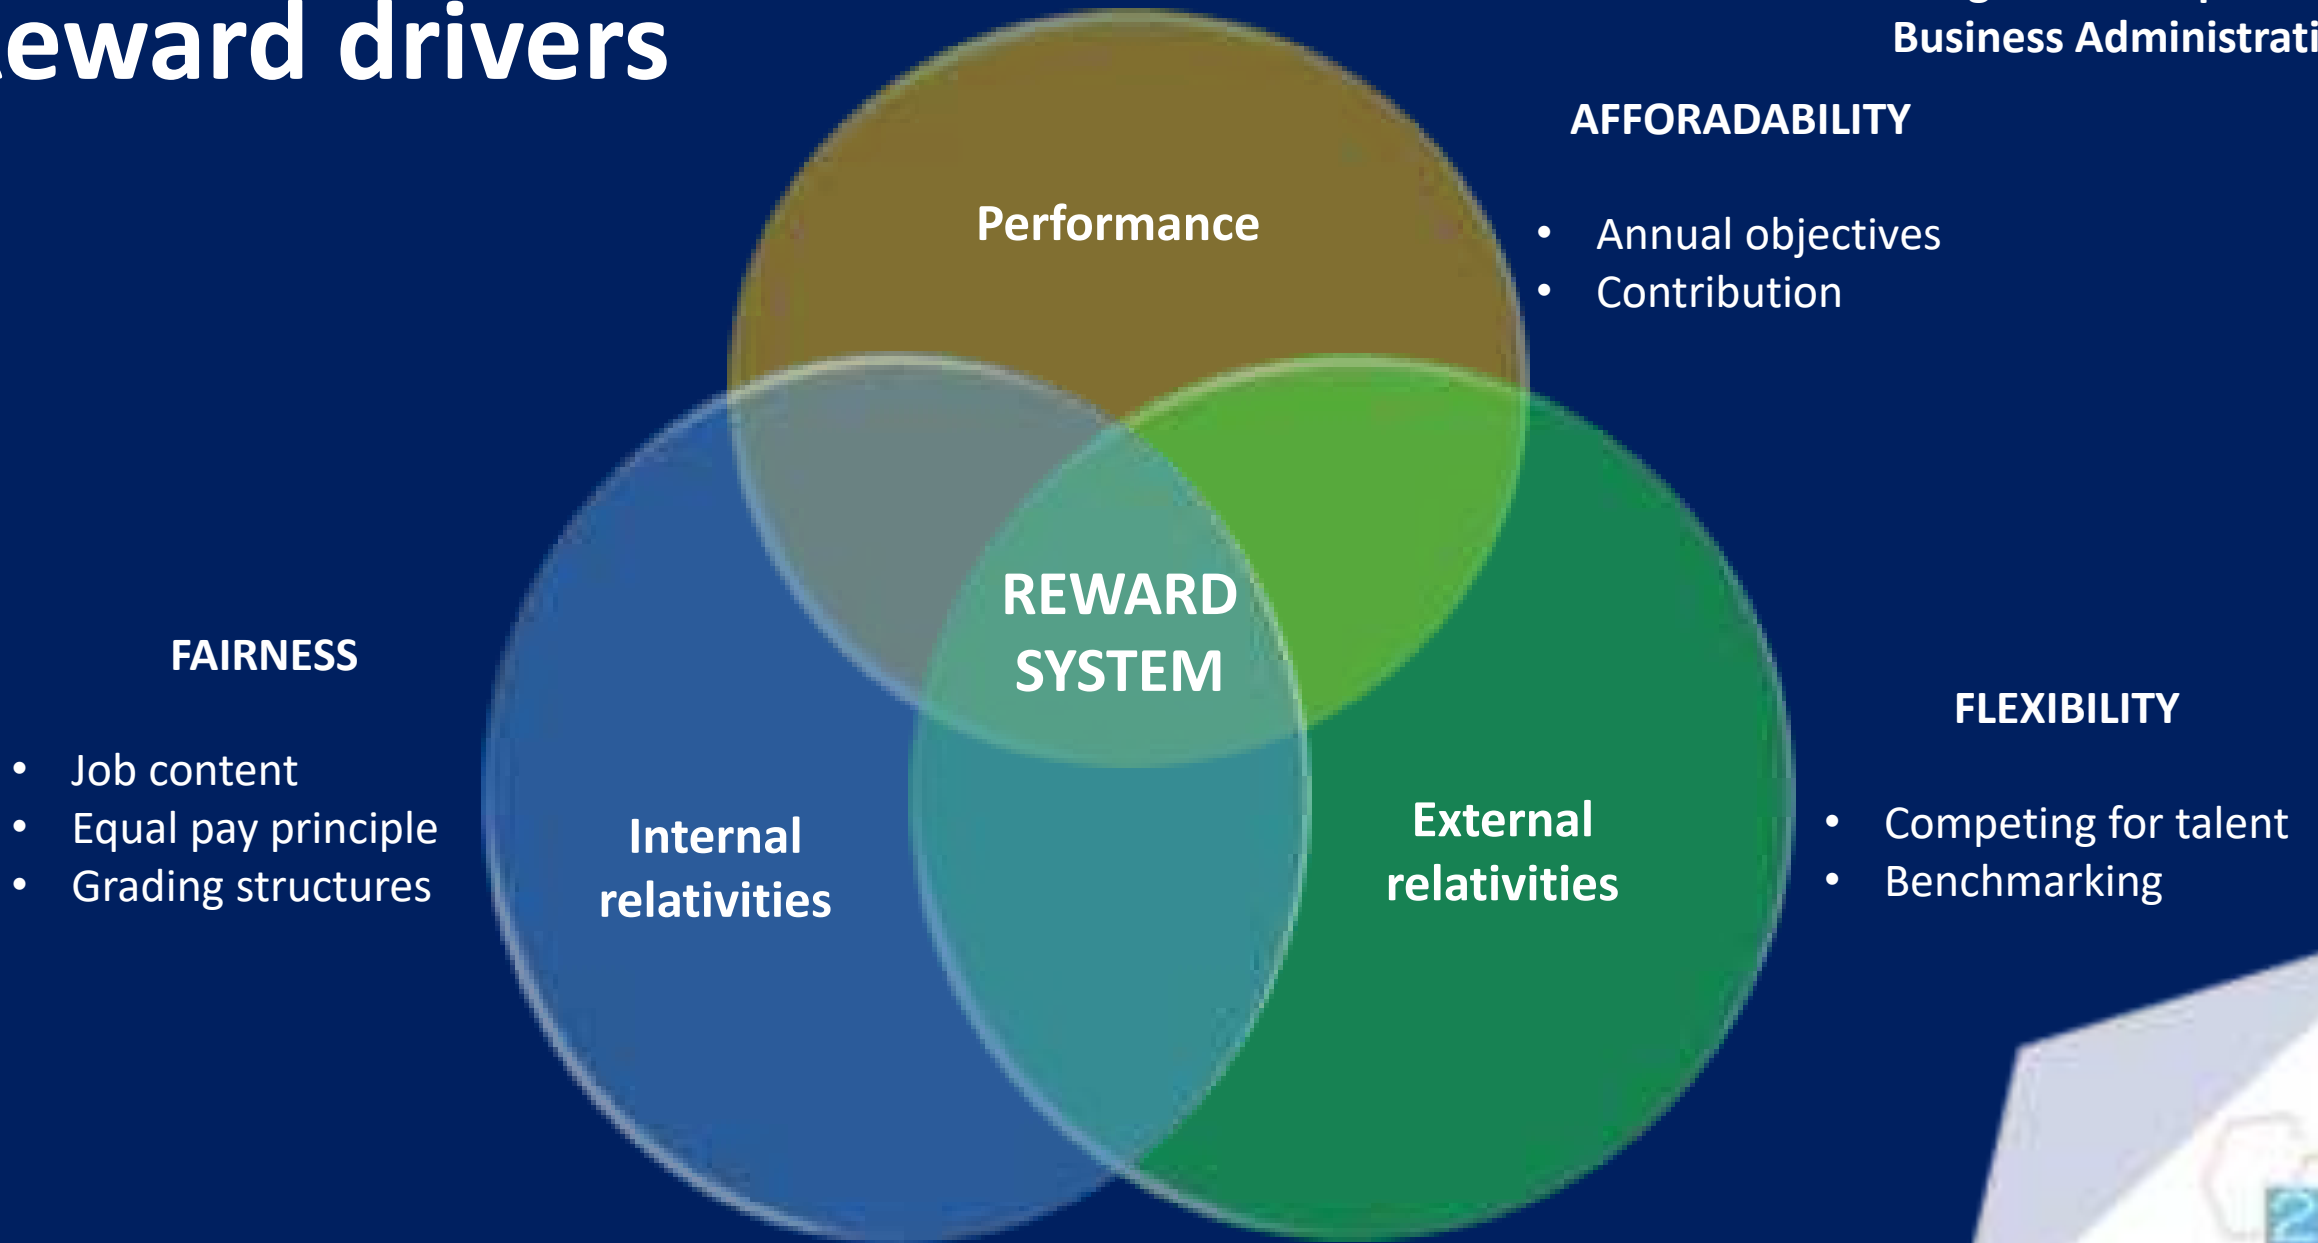 eward drivers
Business Administrati
AFFORADABILITY
• Annual objectives
• Contribution
Performance
REWARD
SYSTEM
FAIRNESS
• Job content
• Equal pay principle
• Grading structures
Internal
relativities
External
relativities
FLEXIBILITY
• Competing for talent
• Benchmarking
2